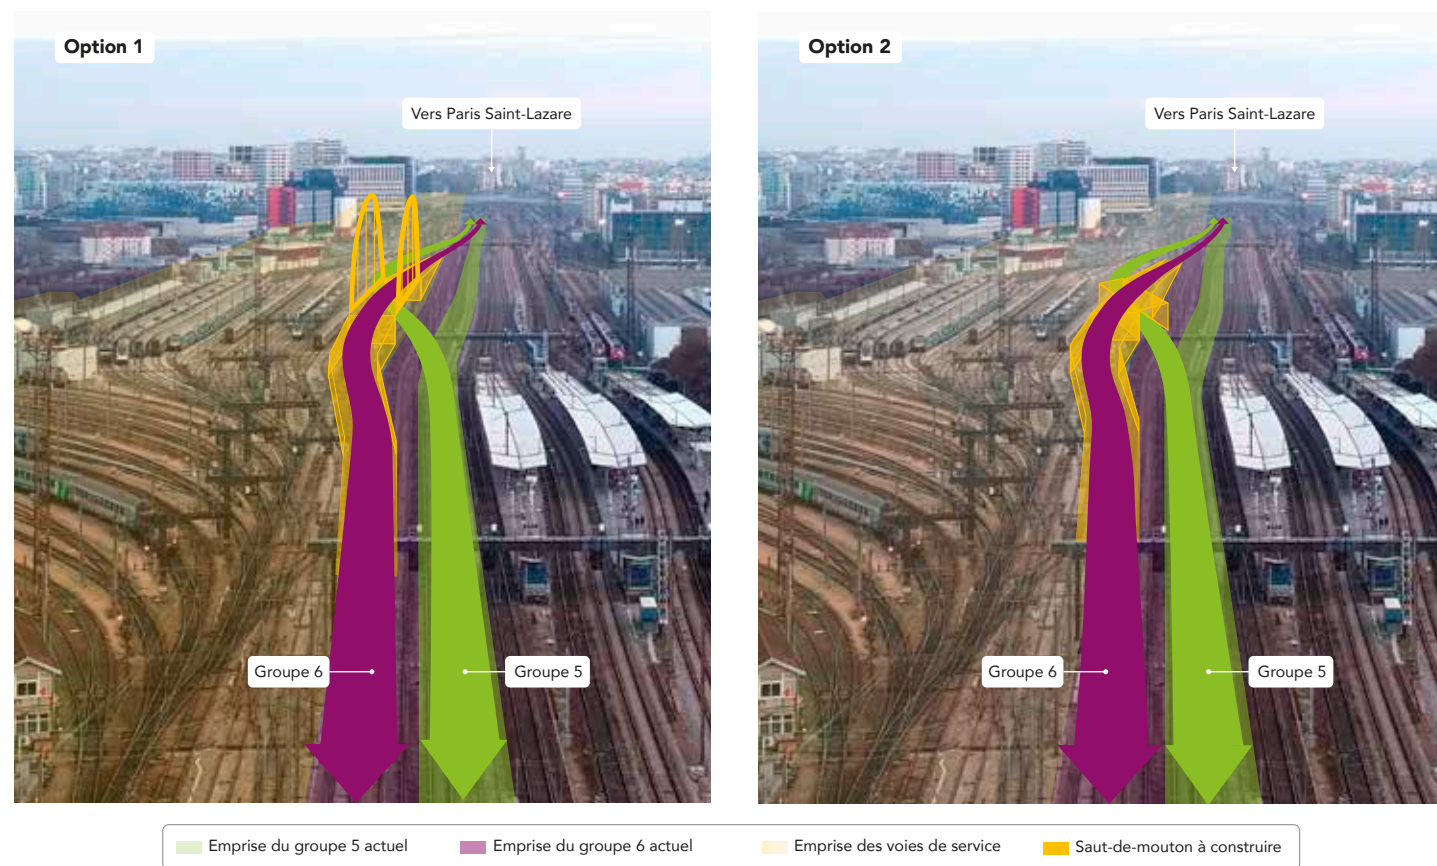 Option 1
Vers Paris Saint-Lazare
Groupe 6
Groupe 5
Option 2
Vers Paris Saint-Lazare
Groupe 6
Groupe 5
Emprise du groupe 5 actuel
Emprise du groupe 6 actuel
Emprise des voies de service
Saut-de-mouton à construire